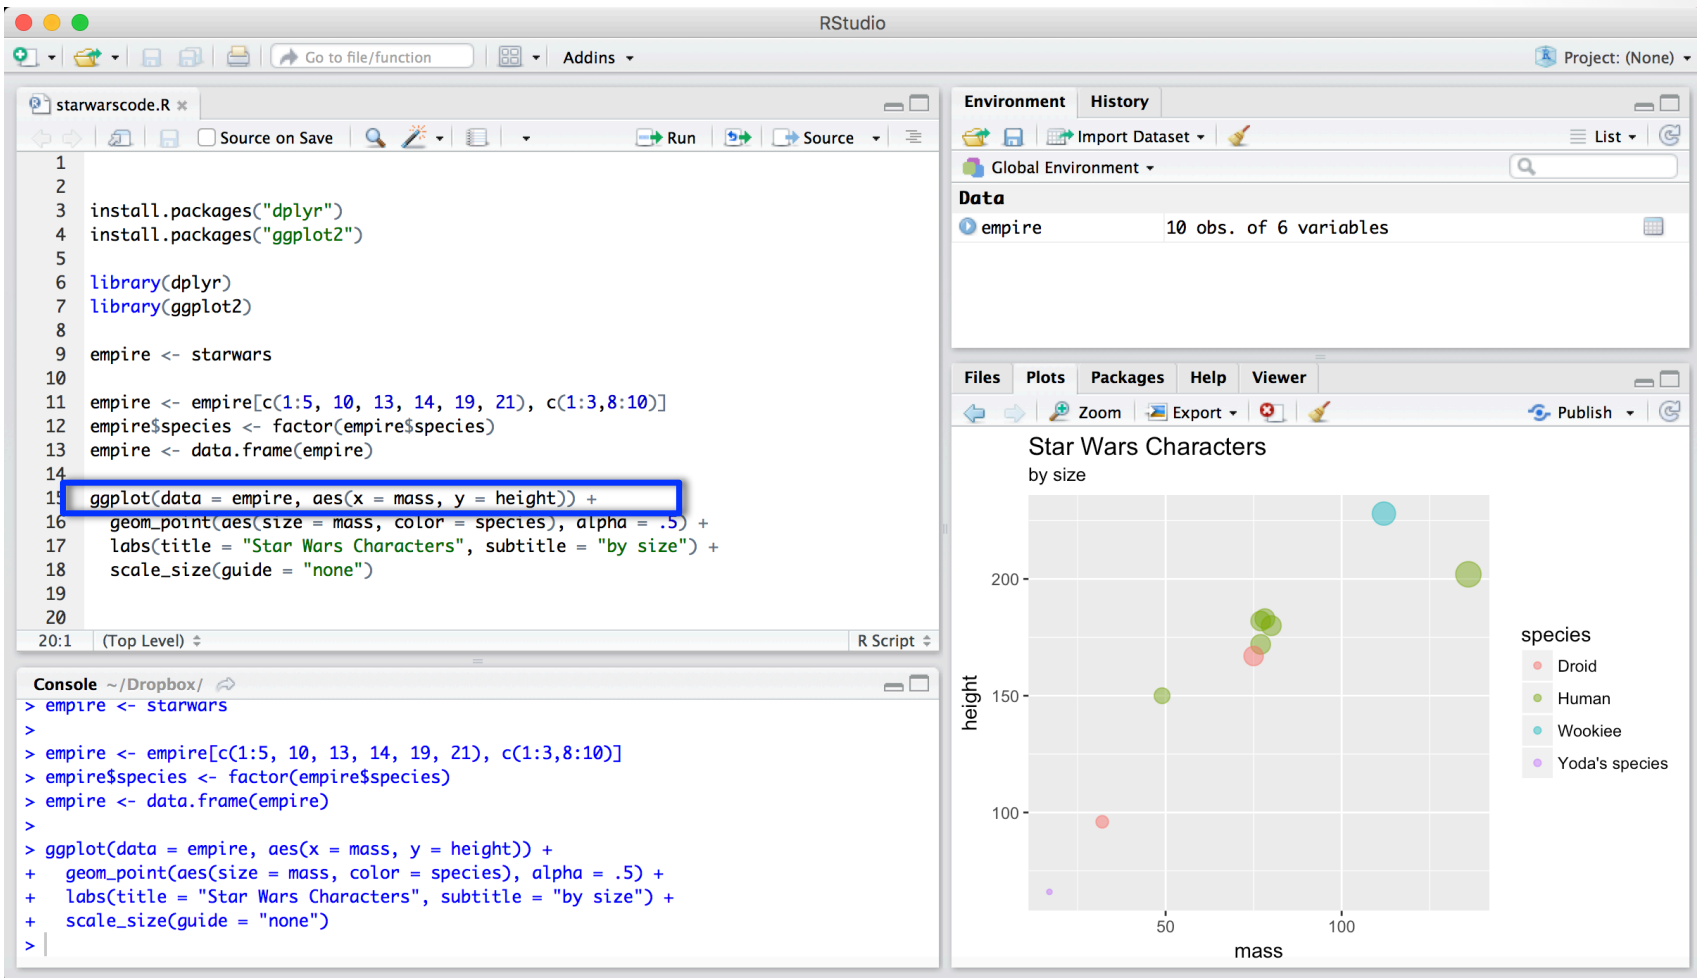 RStudio
Go to file/function
Addins
Project: (None)
starwarscode.R
Source on Save
Run
Source
1
2
3 install.packages("dplyr")
4 install.packages("ggplot2")
5
6 library(dplyr)
7 library(ggplot2)
8
9 empire <- starwars
10
11 empire <- empire[c(1:5, 10, 13, 14, 19, 21), c(1:3,8:10)]
12 empire$species <- factor(empire$species)
13 empire <- data.frame(empire)
14
15 ggplot(data = empire, aes(x = mass, y = height)) +
16 geom_point(aes(size = mass, color = species), alpha = .5) +
17 labs(title = "Star Wars Characters", subtitle = "by size") +
18 scale_size(guide = "none")
19
20
20:1 (Top Level) R Script
Console ~/Dropbox/
> empire <- starwars
>
> empire <- empire[c(1:5, 10, 13, 14, 19, 21), c(1:3,8:10)]
> empire$species <- factor(empire$species)
> empire <- data.frame(empire)
>
> ggplot(data = empire, aes(x = mass, y = height)) +
+ geom_point(aes(size = mass, color = species), alpha = .5) +
+ labs(title = "Star Wars Characters", subtitle = "by size") +
+ scale_size(guide = "none")
>
Environment History
Import Dataset
List
Global Environment
Data
empire 10 obs. of 6 variables
Files Plots Packages Help Viewer
Zoom Export Publish
Star Wars Characters
by size
200
150
100
height
50 100
mass
species
Droid
Human
Wookiee
Yoda's species